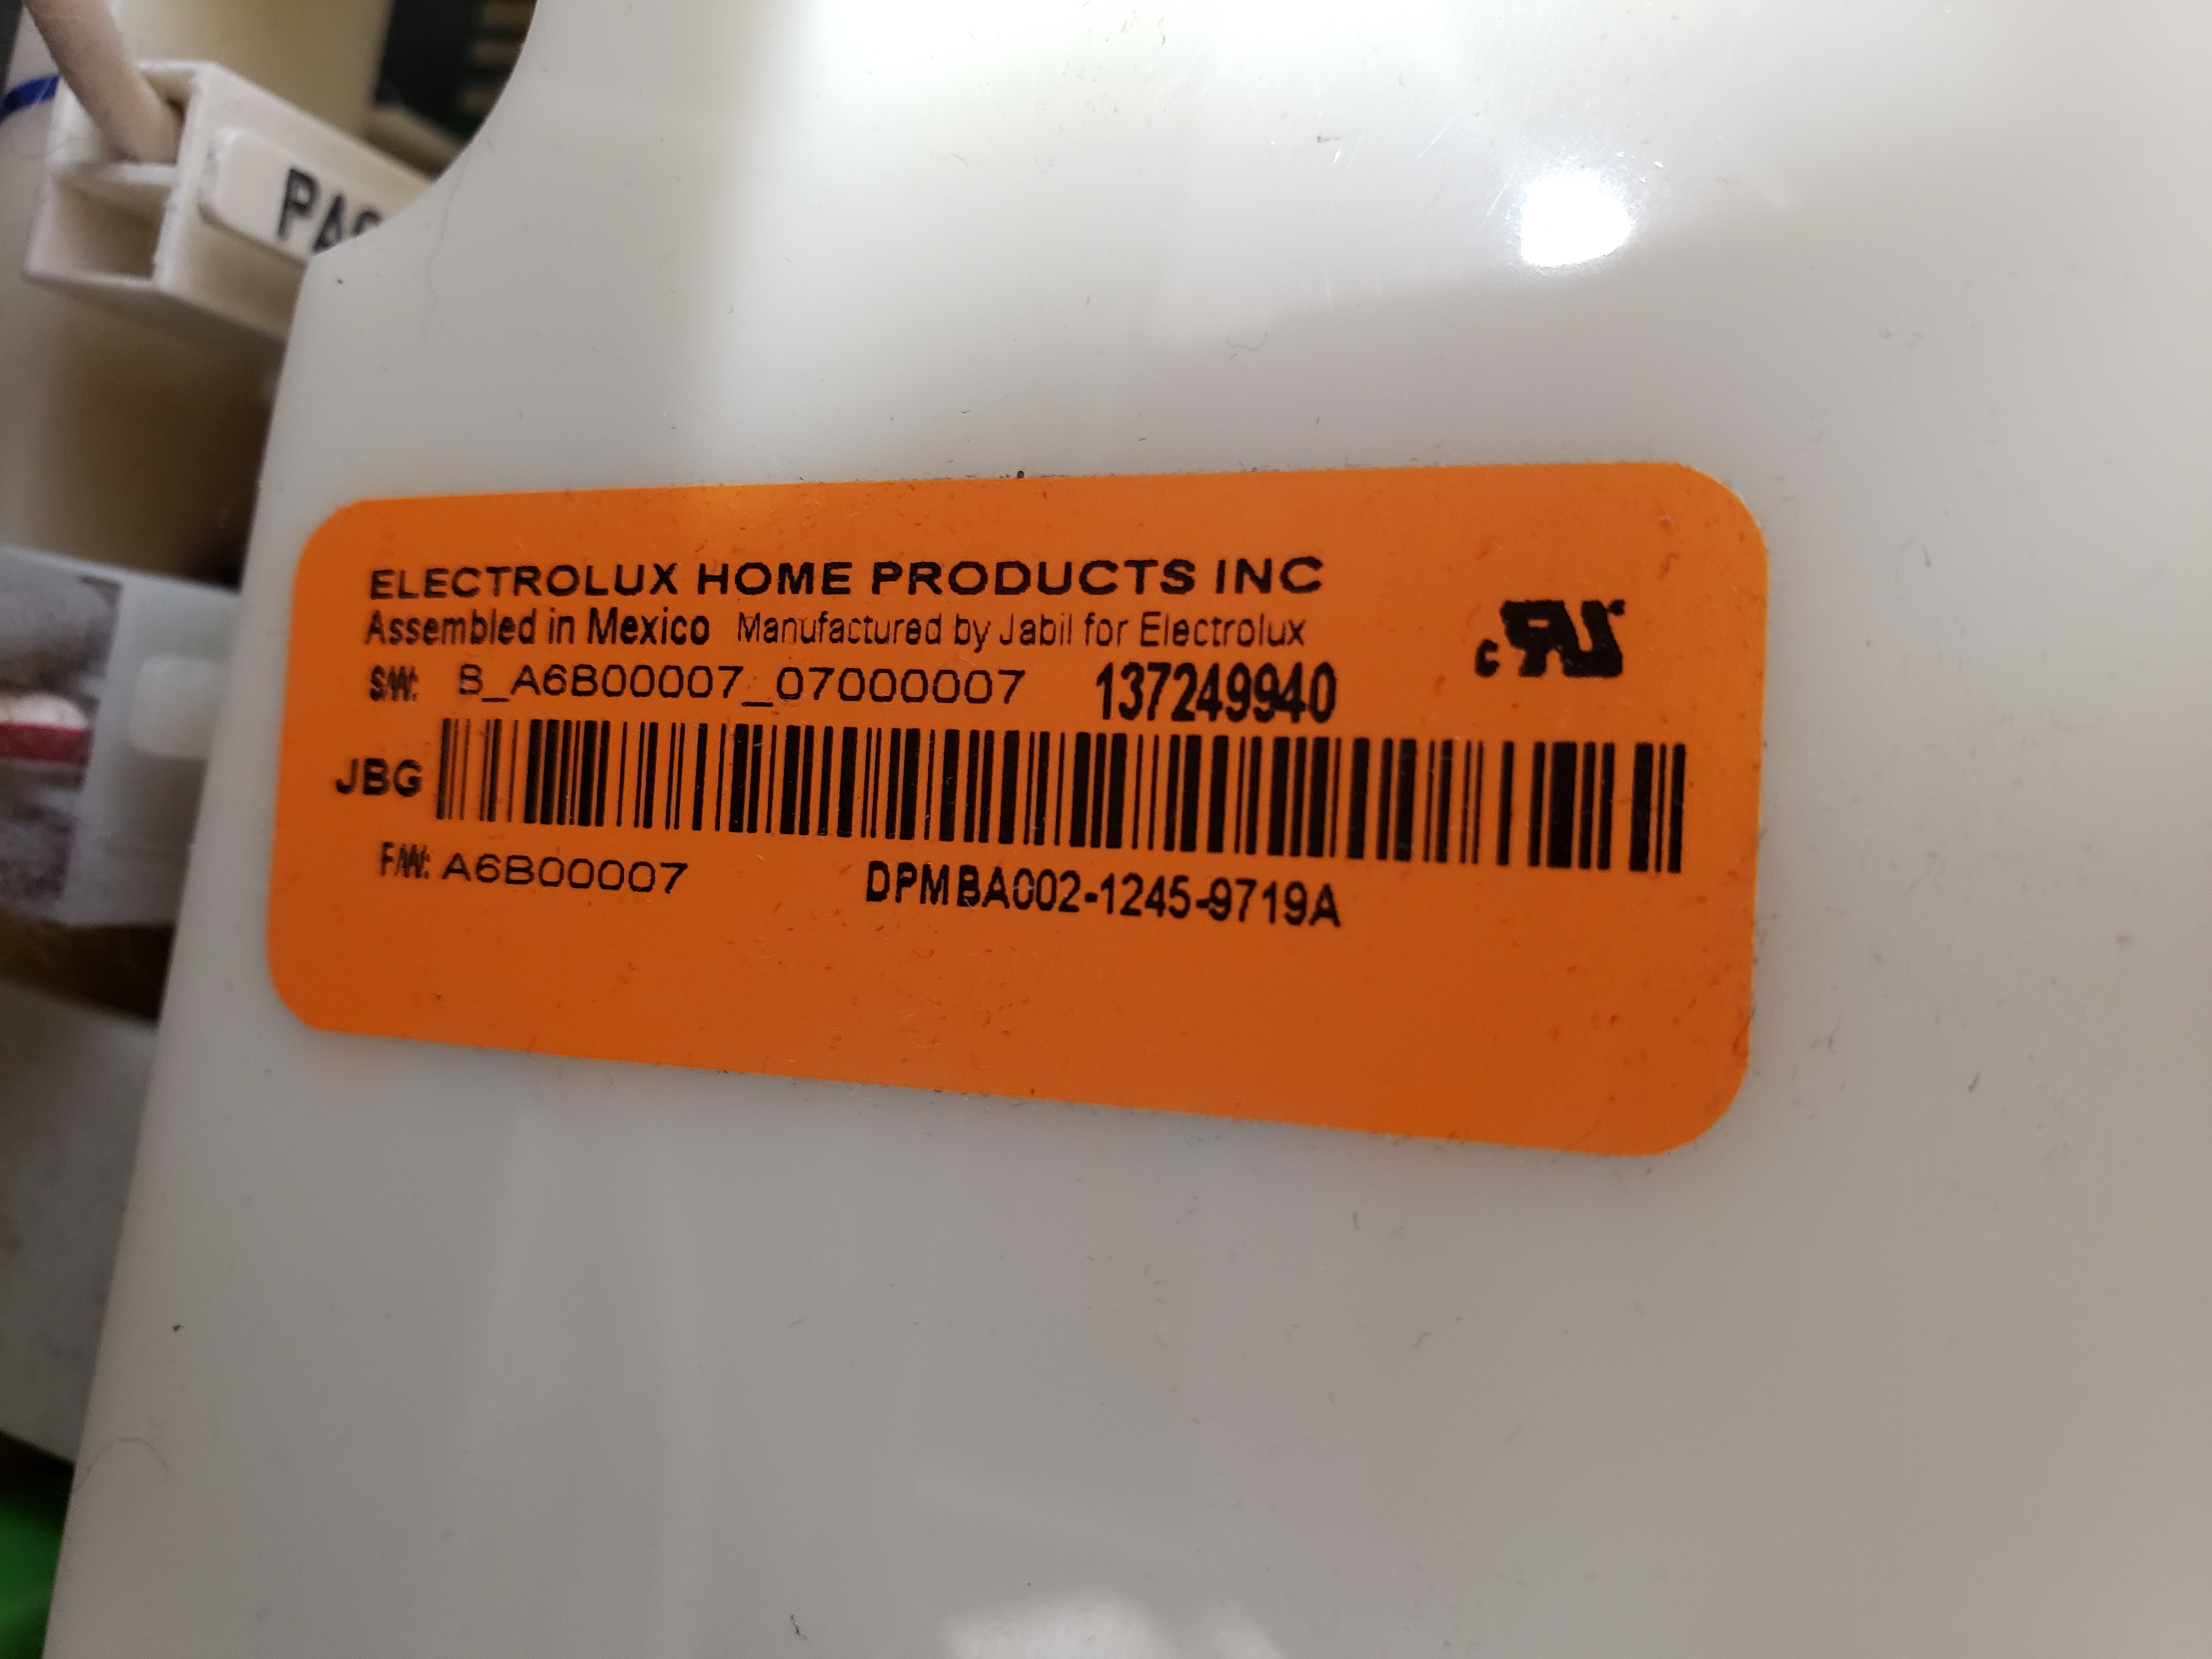 ELECTROLUX HOME PRODUCTS INC
Assembled in Mexico Manufactured by Jabil for Electrolux
S/W: B_A6B00007_07000007 137249940
c RU
JBG
F/W: A6B00007 DPMBA002-1245-9719A